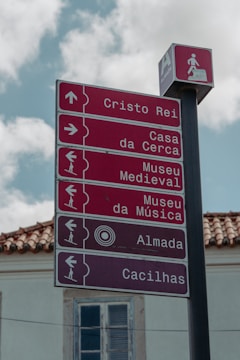 Cristo Rei
Casa
da Cerca
Museu
Medieval
Museu
da Música
Almada
Cacilhas